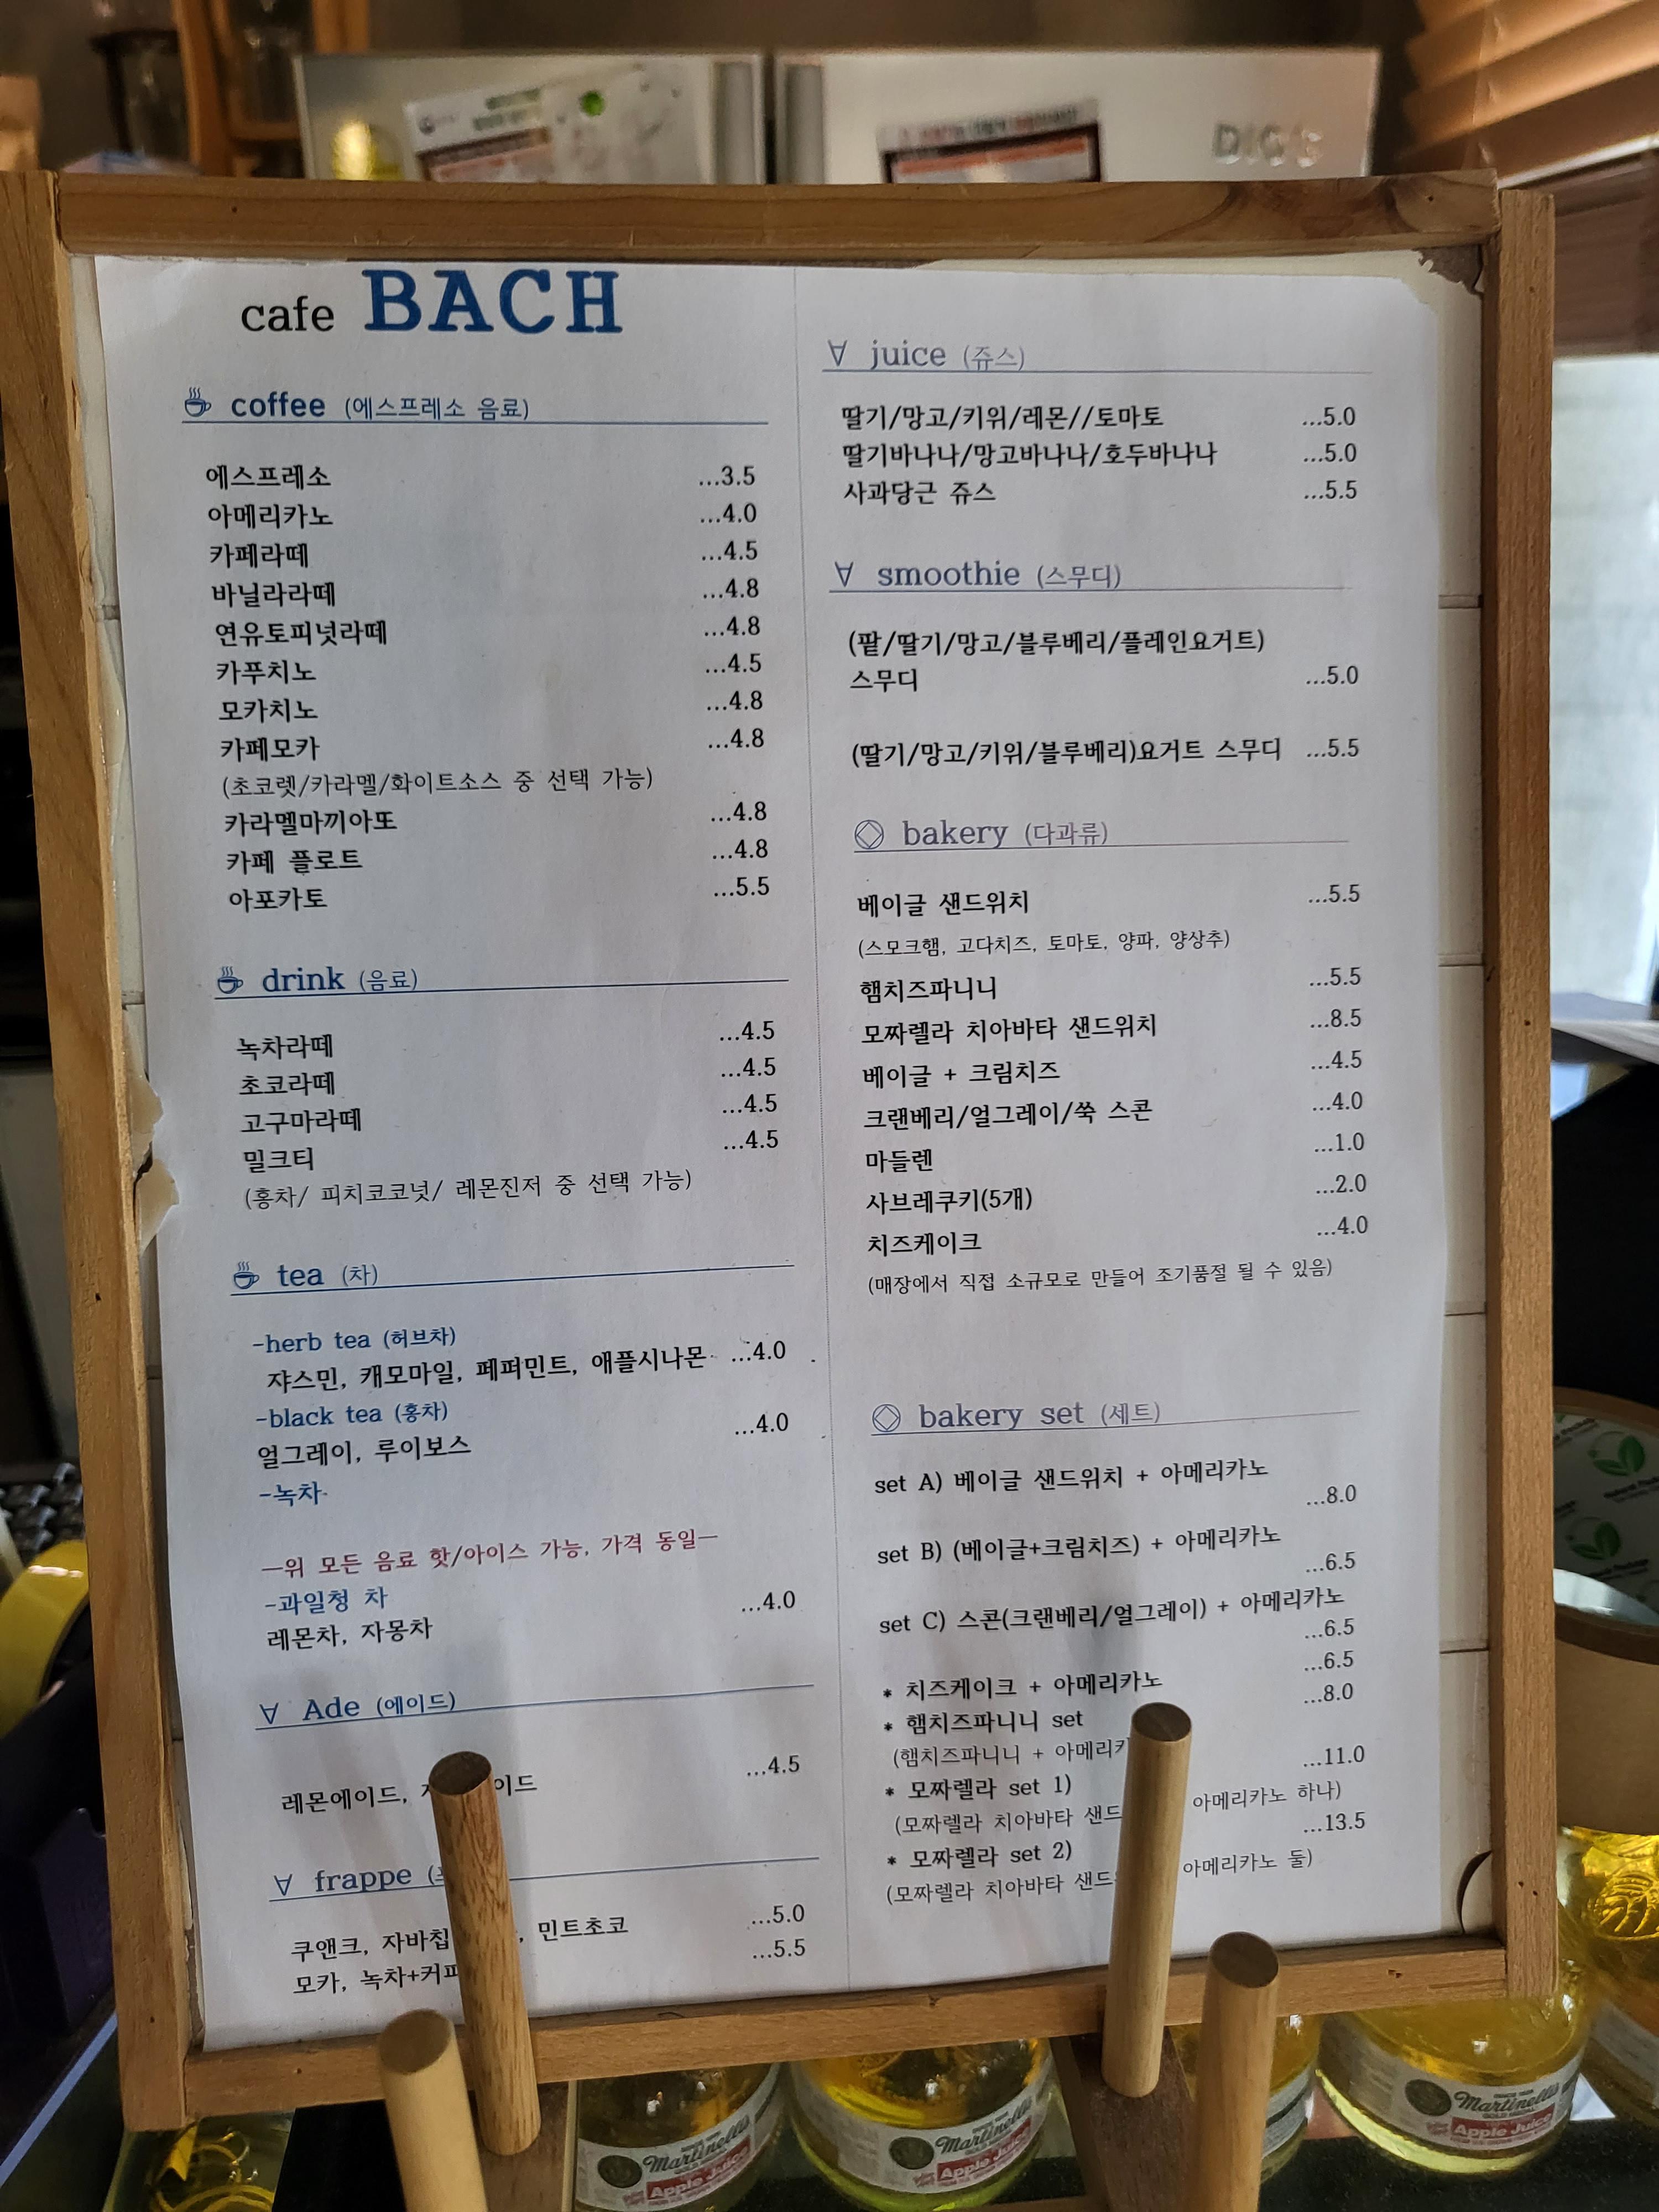 cafe BACH
coffee (에스프레소 음료)
에스프레소 ...3.5
아메리카노 ...4.0
카페라떼 ...4.5
바닐라라떼 ...4.8
연유토피넛라떼 ...4.8
카푸치노 ...4.5
모카치노 ...4.8
카페모카 ...4.8
(초코렛/카라멜/화이트소스 중 선택 가능)
카라멜마끼아또 ...4.8
카페 플로트 ...4.8
아포카토 ...5.5
drink (음료)
녹차라떼 ...4.5
초코라떼 ...4.5
고구마라떼 ...4.5
밀크티 ...4.5
(홍차/ 피치코코넛/ 레몬진저 중 선택 가능)
tea (차)
-herb tea (허브차)
쟈스민, 캐모마일, 페퍼민트, 애플시나몬 ...4.0
-black tea (홍차)
얼그레이, 루이보스 ...4.0
-녹차-
—위 모든 음료 핫/아이스 가능, 가격 동일—
-과일청 차
레몬차, 자몽차 ...4.0
∀ Ade (에이드)
레몬에이드, 이드 ...4.5
∀ frappe
쿠앤크, 자바칩 , 민트초코 ...5.0
모카, 녹차+커피 ...5.5
∀ juice (쥬스)
딸기/망고/키위/레몬//토마토 ...5.0
딸기바나나/망고바나나/호두바나나 ...5.0
사과당근 쥬스 ...5.5
∀ smoothie (스무디)
(팥/딸기/망고/블루베리/플레인요거트)
스무디 ...5.0
(딸기/망고/키위/블루베리)요거트 스무디 ...5.5
bakery (다과류)
베이글 샌드위치 ...5.5
(스모크햄, 고다치즈, 토마토, 양파, 양상추)
햄치즈파니니 ...5.5
모짜렐라 치아바타 샌드위치 ...8.5
베이글 + 크림치즈 ...4.5
크랜베리/얼그레이/쑥 스콘 ...4.0
마들렌 ...1.0
사브레쿠키(5개) ...2.0
치즈케이크 ...4.0
(매장에서 직접 소규모로 만들어 조기품절 될 수 있음)
bakery set (세트)
set A) 베이글 샌드위치 + 아메리카노
...8.0
set B) (베이글+크림치즈) + 아메리카노
...6.5
set C) 스콘(크랜베리/얼그레이) + 아메리카노
...6.5
* 치즈케이크 + 아메리카노 ...6.5
* 햄치즈파니니 set ...8.0
(햄치즈파니니 + 아메리카
* 모짜렐라 set 1) ...11.0
(모짜렐라 치아바타 샌드 아메리카노 하나)
* 모짜렐라 set 2) ...13.5
(모짜렐라 치아바타 샌드 아메리카노 둘)
Martinelli's
Apple Juice
Martinelli's
Apple Juice
Martinelli's
Apple Juice